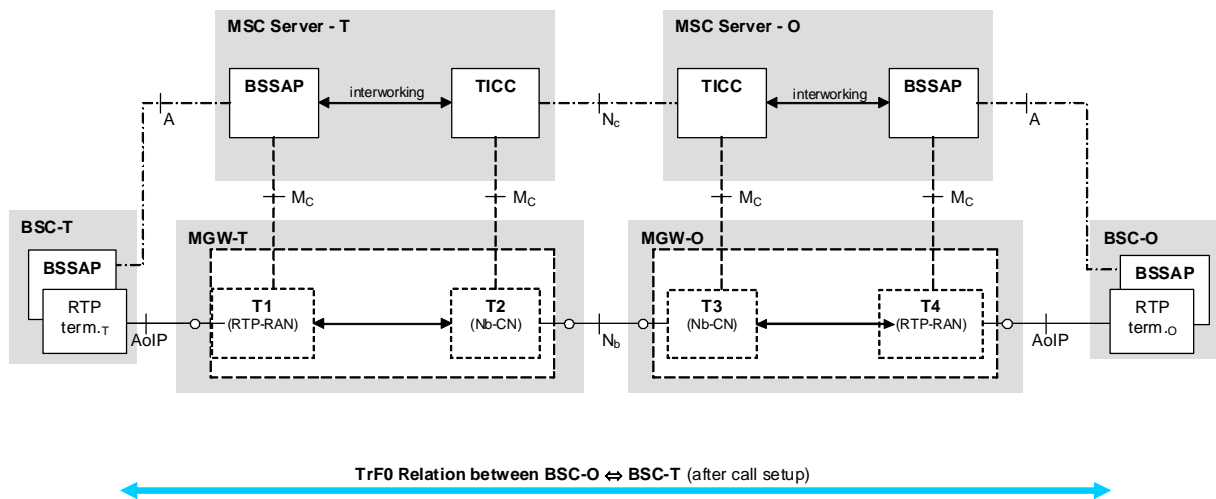 MSC Server - T
MSC Server - O
BSSAP
interworking
TICC
TICC
interworking
BSSAP
A
Nc
A
MC
MC
MC
MC
BSC-T
MGW-T
MGW-O
BSC-O
BSSAP
BSSAP
RTP
term.T
T1
(RTP-RAN)
T2
(Nb-CN)
T3
(Nb-CN)
T4
(RTP-RAN)
RTP
term.O
AoIP
Nb
AoIP
TrF0 Relation between BSC-O ⇔ BSC-T (after call setup)